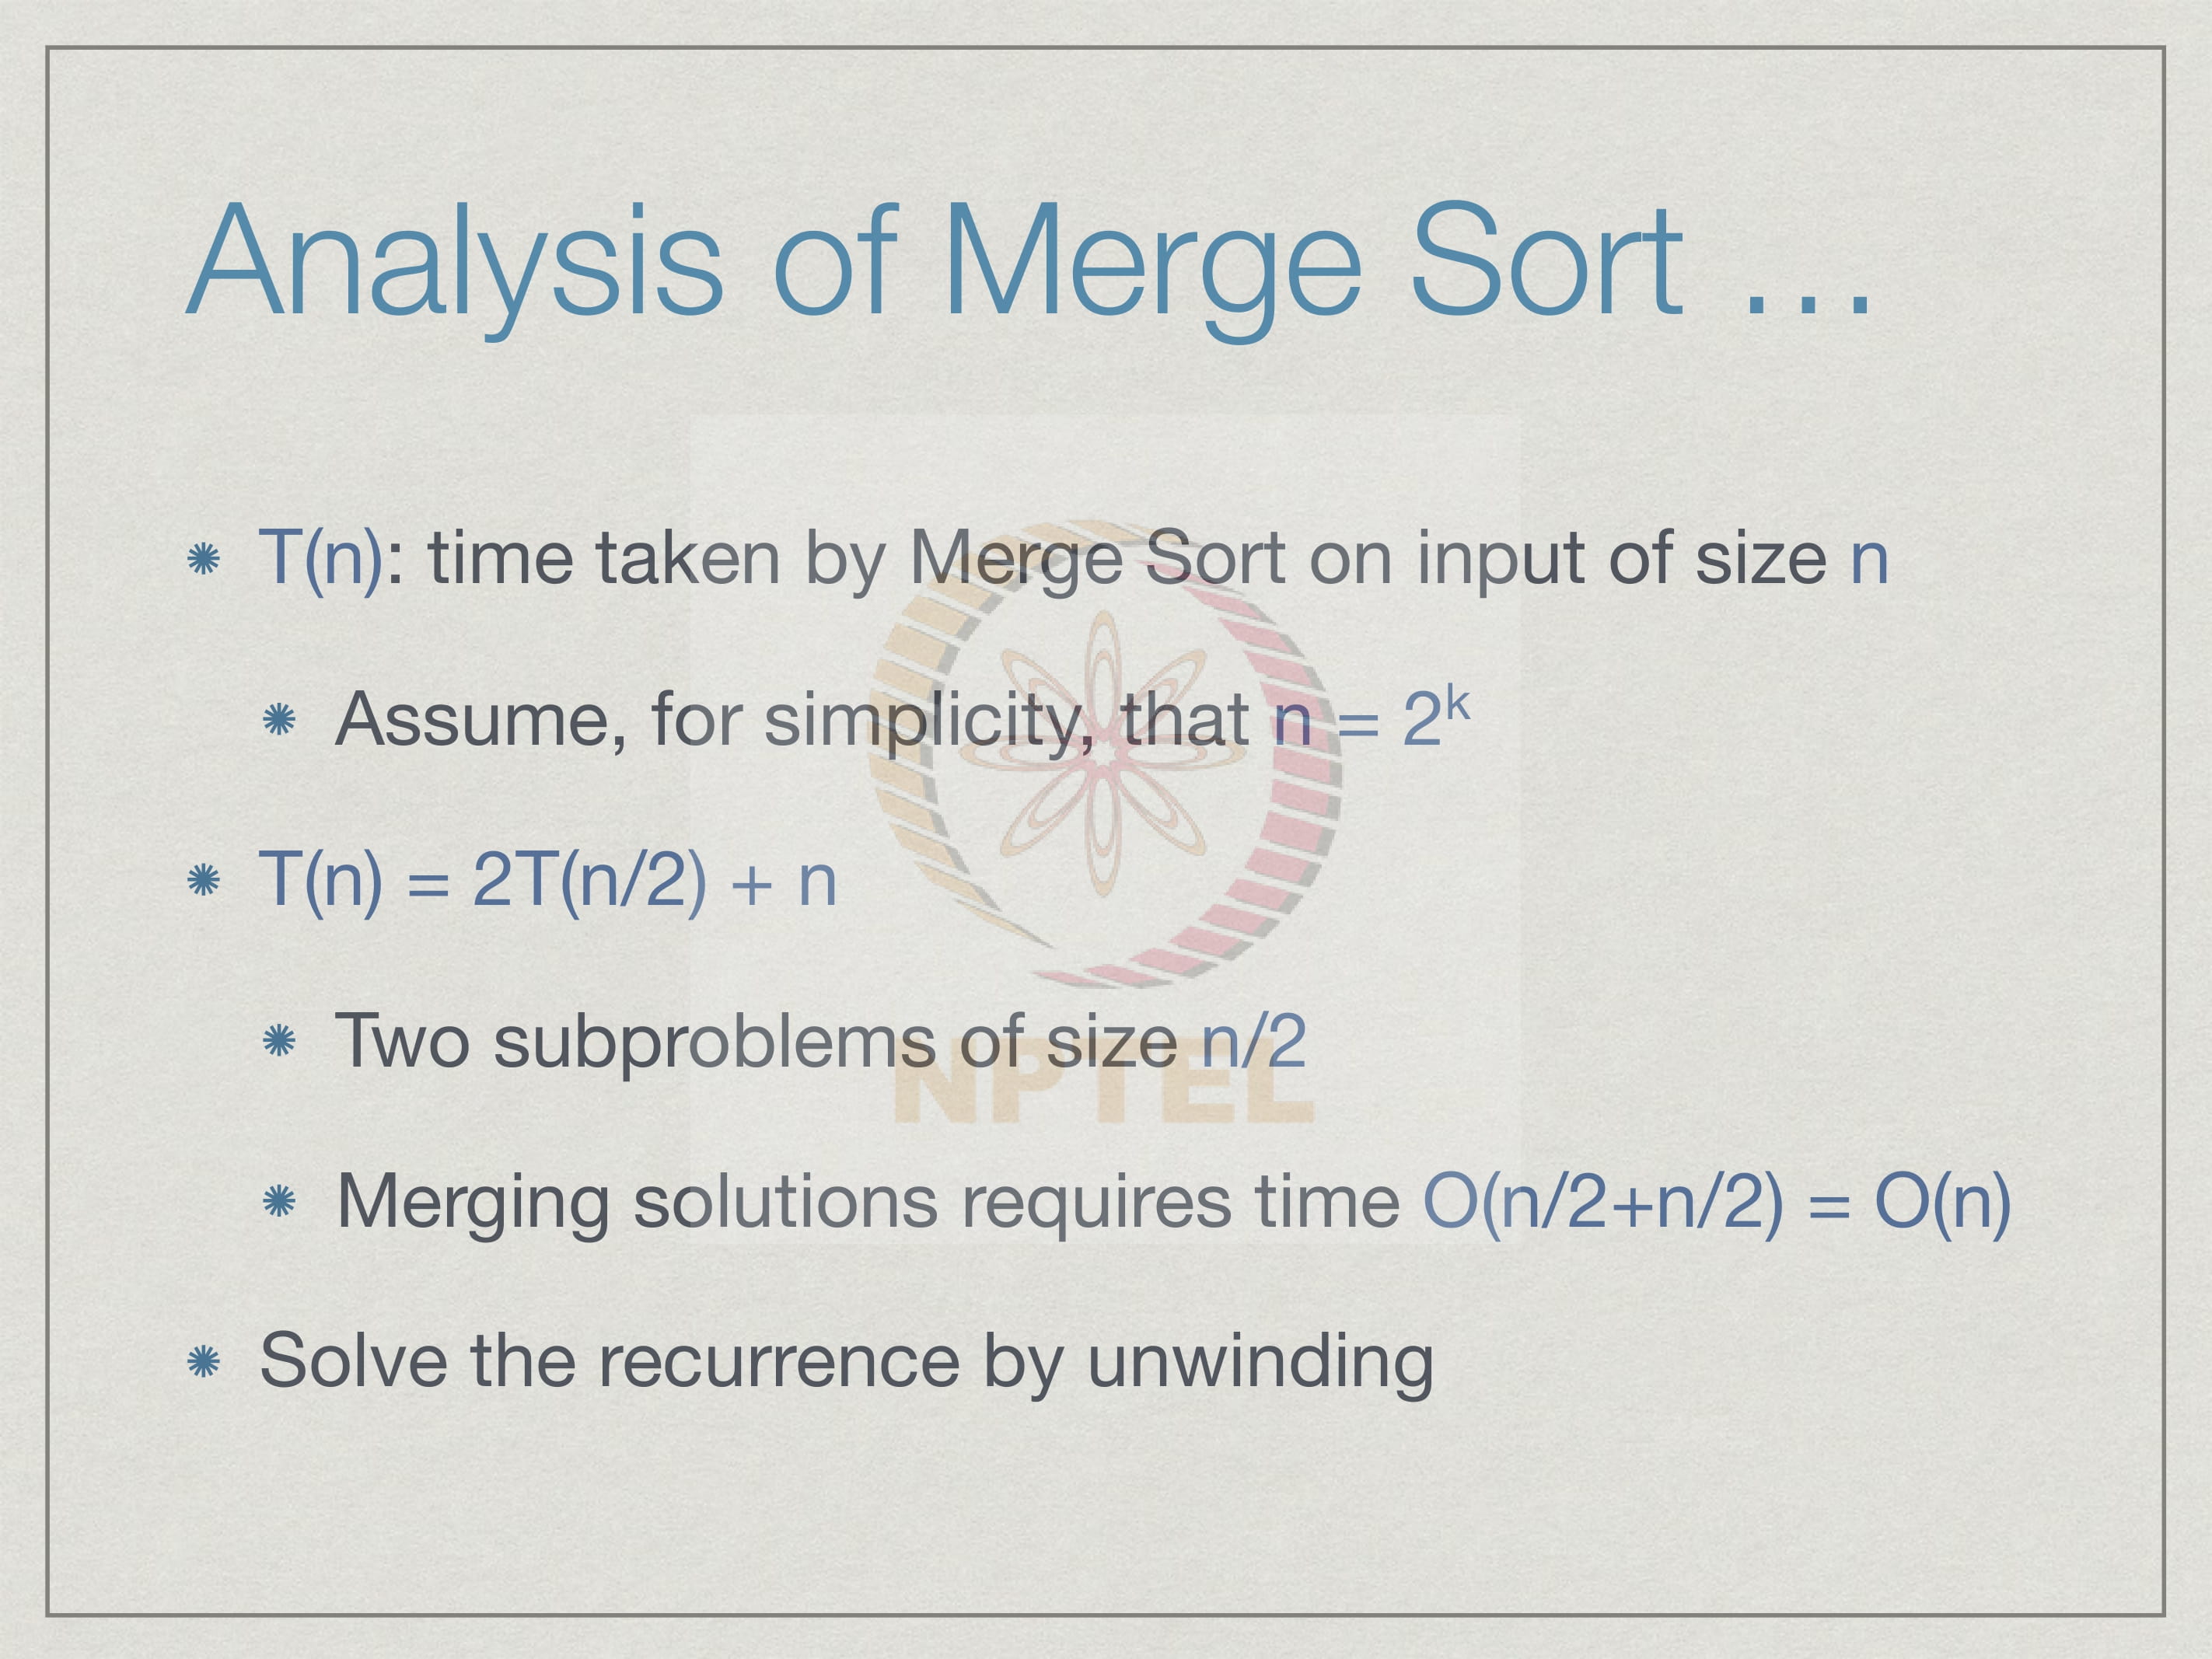 Analysis of Merge Sort …
T(n): time taken by Merge Sort on input of size n
Assume, for simplicity, that n = 2ᵏ
T(n) = 2T(n/2) + n
Two subproblems of size n/2
NPTEL
Merging solutions requires time O(n/2+n/2) = O(n)
Solve the recurrence by unwinding